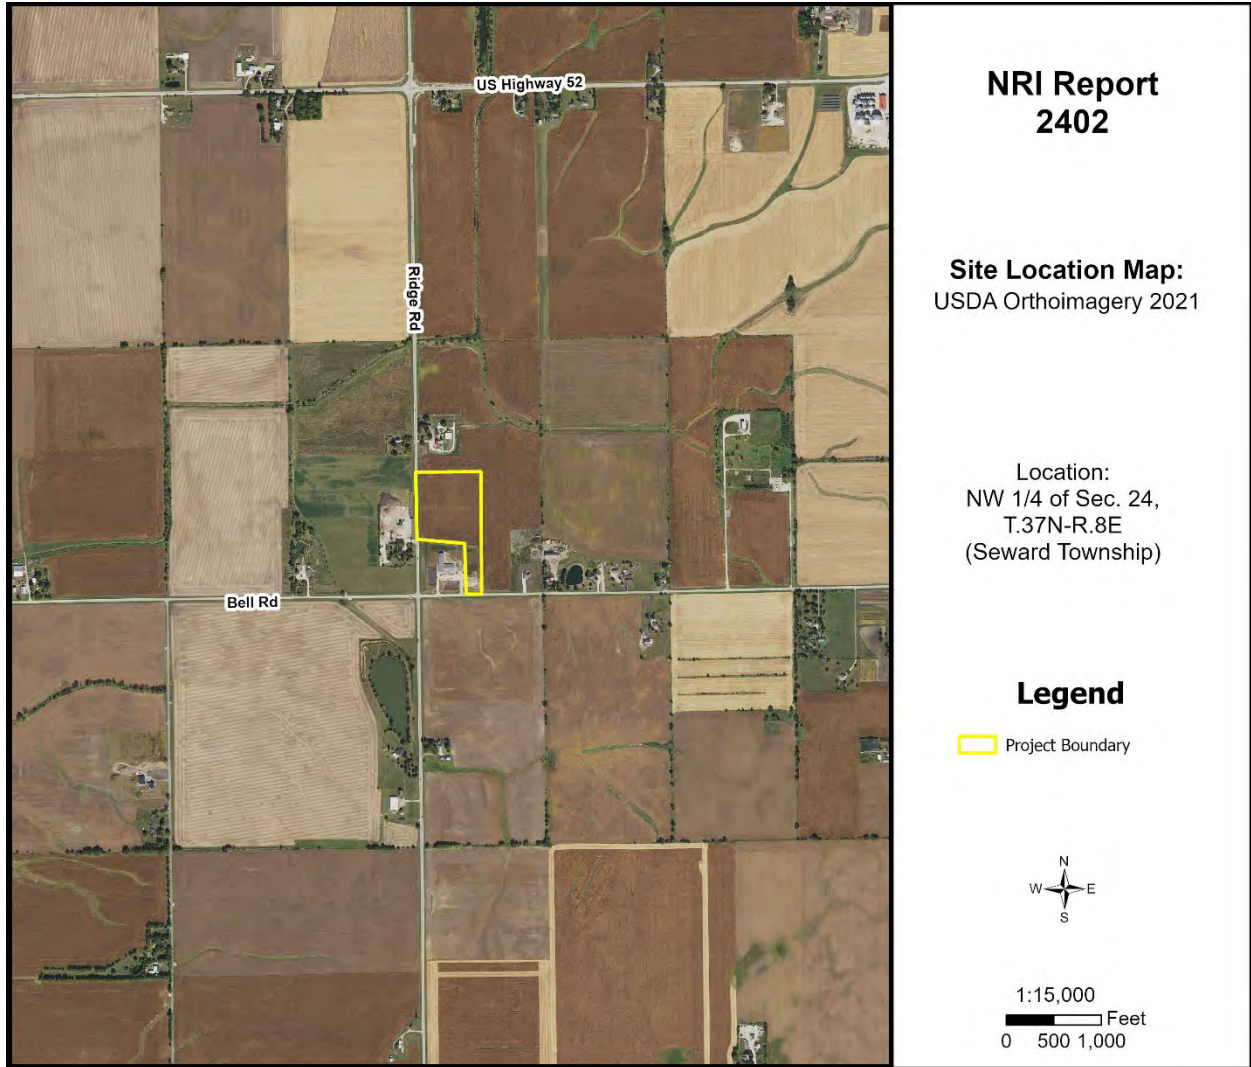 US Highway 52
Ridge Rd
Bell Rd
NRI Report
2402
Site Location Map:
USDA Orthoimagery 2021
Location:
NW 1/4 of Sec. 24,
T.37N-R.8E
(Seward Township)
Legend
Project Boundary
N
W E
S
1:15,000
Feet
0 500 1,000